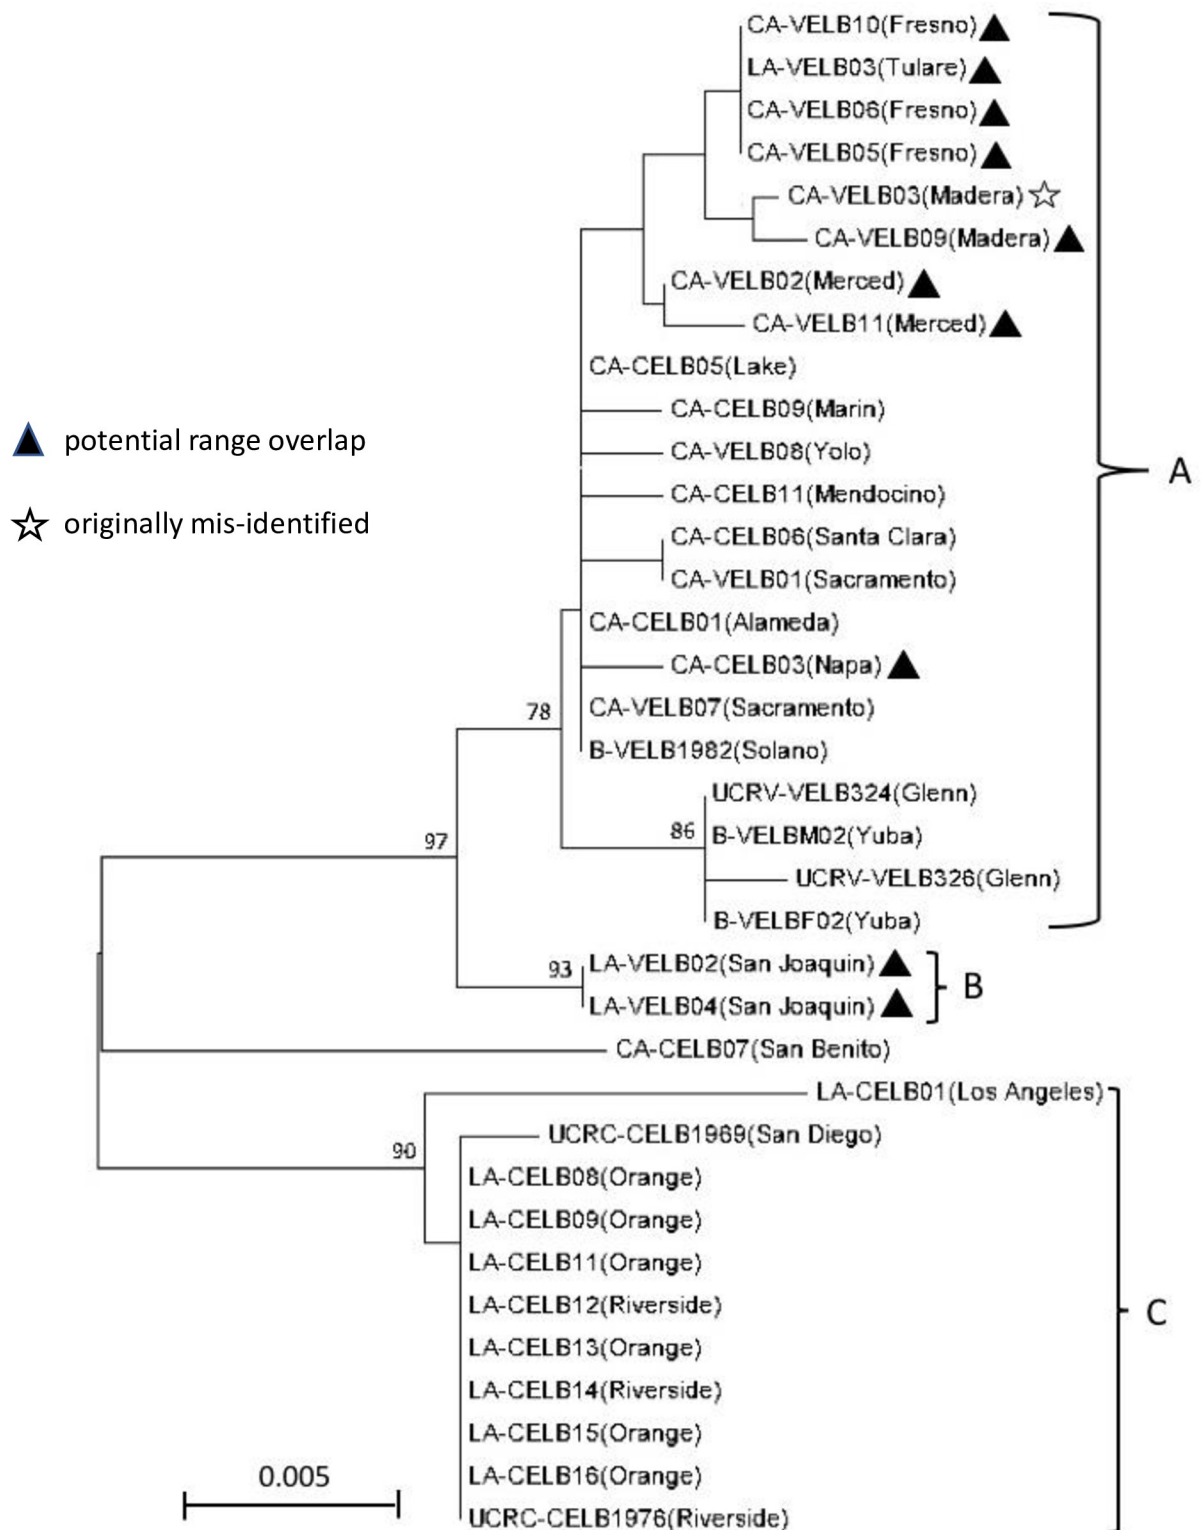 CA-VELB10(Fresno)
LA-VELB03(Tulare)
CA-VELB06(Fresno)
CA-VELB05(Fresno)
CA-VELB03(Madera)
CA-VELB09(Madera)
CA-VELB02(Merced)
CA-VELB11(Merced)
CA-CELB05(Lake)
CA-CELB09(Marin)
potential range overlap
CA-VELB08(Yolo)
A
CA-CELB11(Mendocino)
originally mis-identified
CA-CELB06(Santa Clara)
CA-VELB01(Sacramento)
CA-CELB01(Alameda)
CA-CELB03(Napa)
78
CA-VELB07(Sacramento)
B-VELB1982(Solano)
UCRV-VELB324(Glenn)
86
B-VELBM02(Yuba)
97
UCRV-VELB326(Glenn)
B-VELBF02(Yuba)
93
LA-VELB02(San Joaquin)
B
LA-VELB04(San Joaquin)
CA-CELB07(San Benito)
LA-CELB01(Los Angeles)
UCRC-CELB1969(San Diego)
90
LA-CELB08(Orange)
LA-CELB09(Orange)
LA-CELB11(Orange)
LA-CELB12(Riverside)
C
LA-CELB13(Orange)
LA-CELB14(Riverside)
LA-CELB15(Orange)
0.005
LA-CELB16(Orange)
UCRC-CELB1976(Riverside)